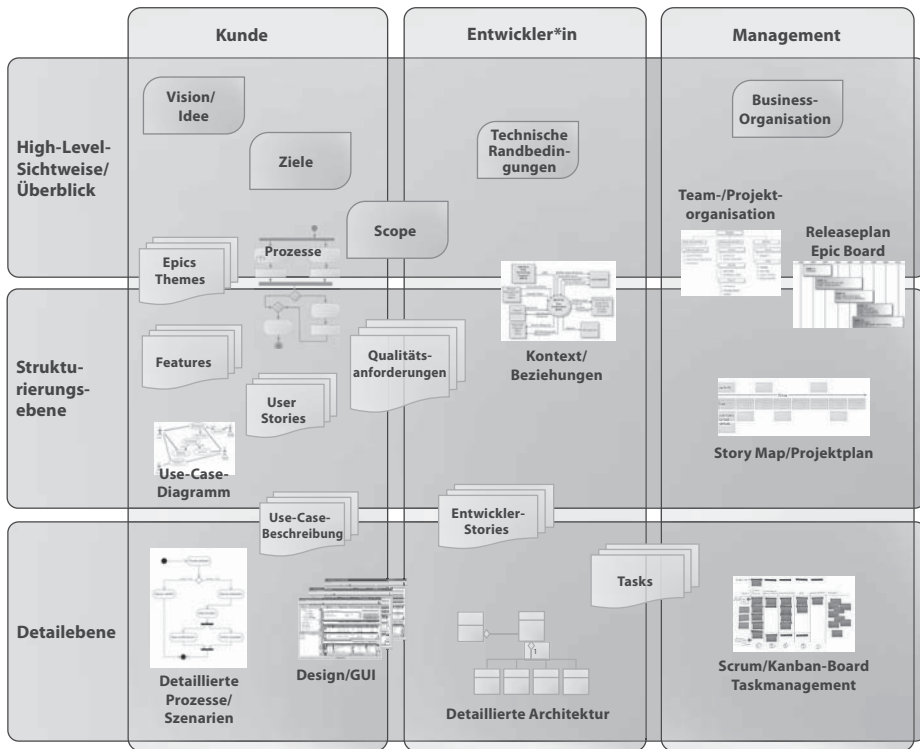 Kunde
Entwickler*in
Management
High-Level-
Sichtweise/
Überblick
Vision/
Idee
Ziele
Scope
Epics
Themes
Prozesse
Technische
Randbedin-
gungen
Business-
Organisation
Team-/Projekt-
organisation
Releaseplan
Epic Board
Struktu-
rierungs-
ebene
Features
User
Stories
Qualitäts-
anforderungen
Use-Case-
Diagramm
Kontext/
Beziehungen
Story Map/Projektplan
Use-Case-
Beschreibung
Entwickler-
Stories
Detailebene
Detaillierte
Prozesse/
Szenarien
Design/GUI
Tasks
1
Detaillierte Architektur
Scrum/Kanban-Board
Taskmanagement